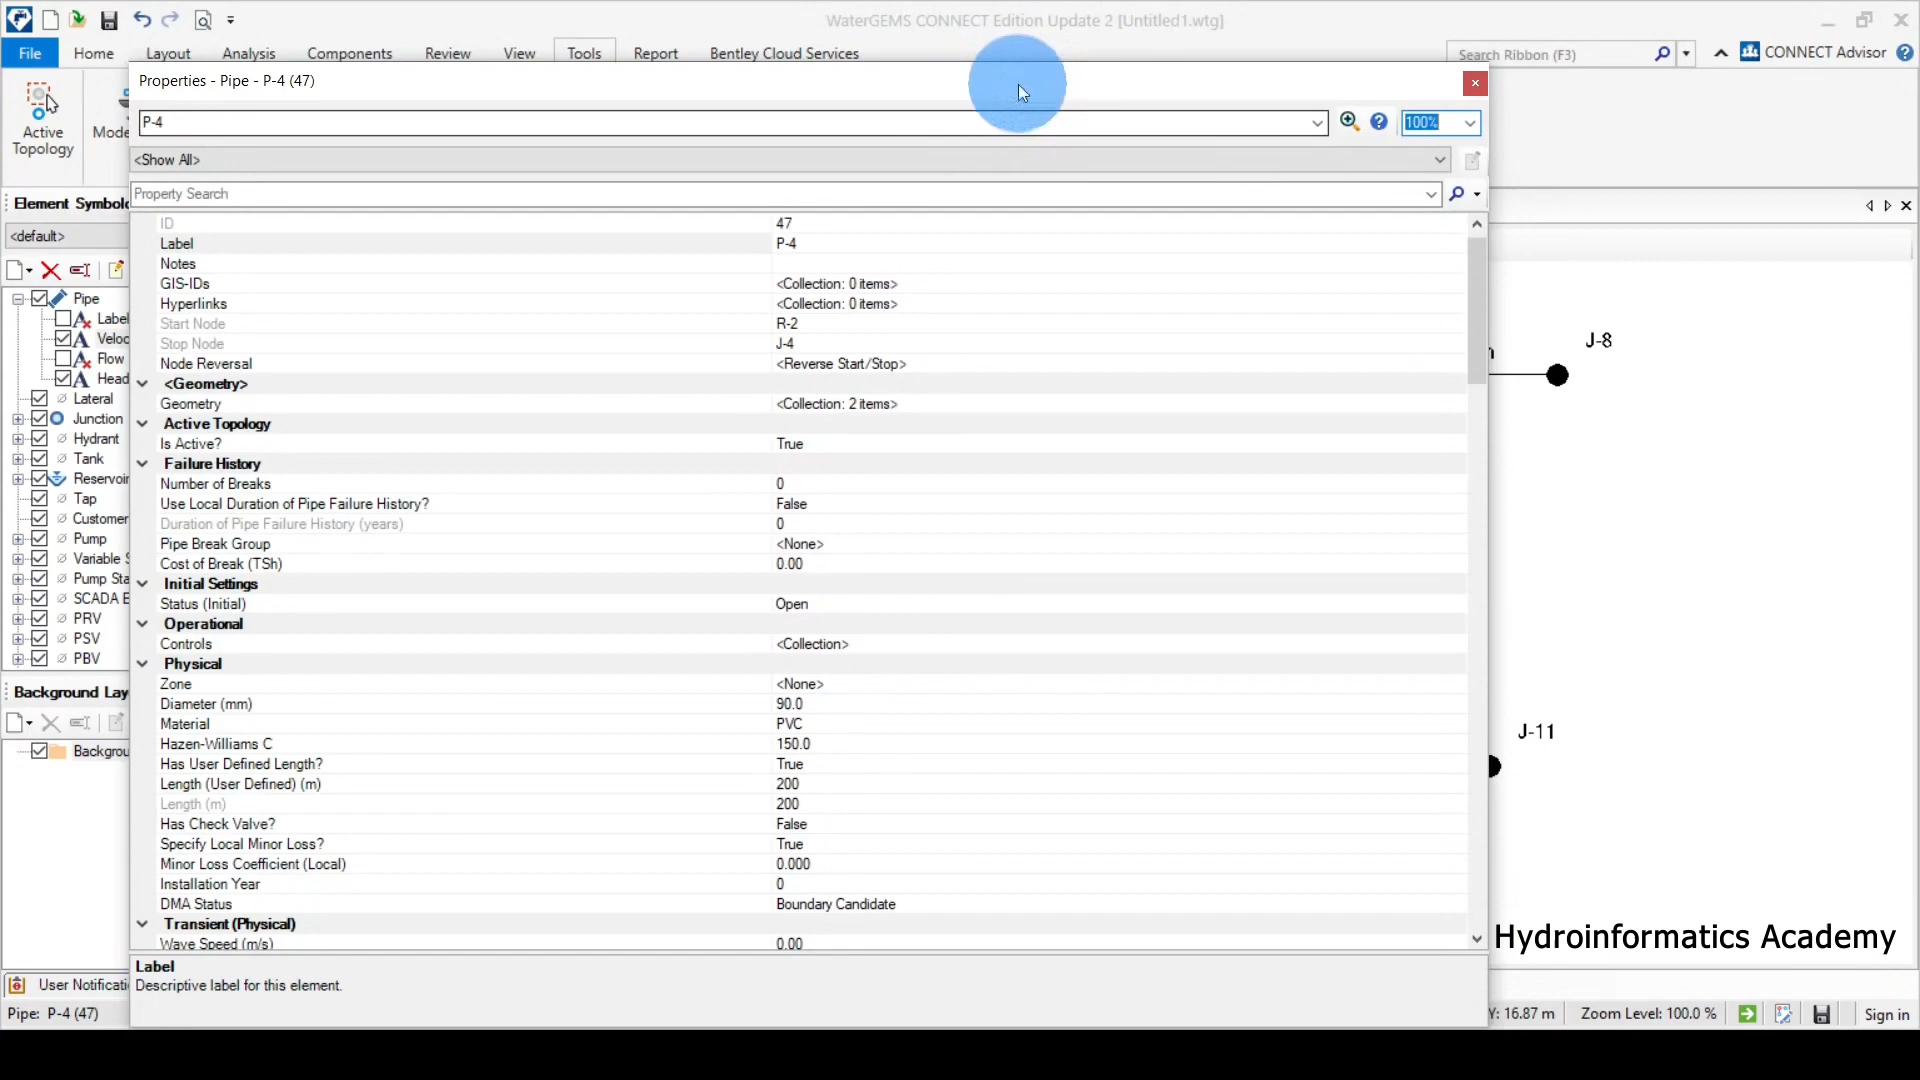 WaterGEMS CONNECT Edition Update 2 [Untitled1.wtg]
File Home Layout Analysis Components Review View Tools Report Bentley Cloud Services
Search Ribbon (F3) CONNECT Advisor
Active
Topology
Properties - Pipe - P-4 (47)
P-4
100%
<Show All>
Property Search
Element
<default>
Pipe
Flow
Lateral
Junction
Hydrant
Tank
Tap
Customer
Pump
Variable
SCADA
PRV
PSV
PBV
Background
ID 47
Label P-4
Notes
GIS-IDs <Collection: 0 items>
Hyperlinks <Collection: 0 items>
Start Node R-2
Stop Node J-4
Node Reversal <Reverse Start/Stop>
<Geometry>
Geometry <Collection: 2 items>
Active Topology
Is Active? True
Failure History
Number of Breaks 0
Use Local Duration of Pipe Failure History? False
Duration of Pipe Failure History (years) 0
Pipe Break Group <None>
Cost of Break (TSh) 0.00
Initial Settings
Status (Initial) Open
Operational
Controls <Collection>
Physical
Zone <None>
Diameter (mm) 90.0
Material PVC
Hazen-Williams C 150.0
Has User Defined Length? True
Length (User Defined) (m) 200
Length (m) 200
Has Check Valve? False
Specify Local Minor Loss? True
Minor Loss Coefficient (Local) 0.000
Installation Year 0
DMA Status Boundary Candidate
Transient (Physical)
Wave Speed (m/s) 0.00
Label
Descriptive label for this element.
J-8
J-11
Hydroinformatics Academy
User
Pipe: P-4 (47)
Y: 16.87 m Zoom Level: 100.0 % Sign in